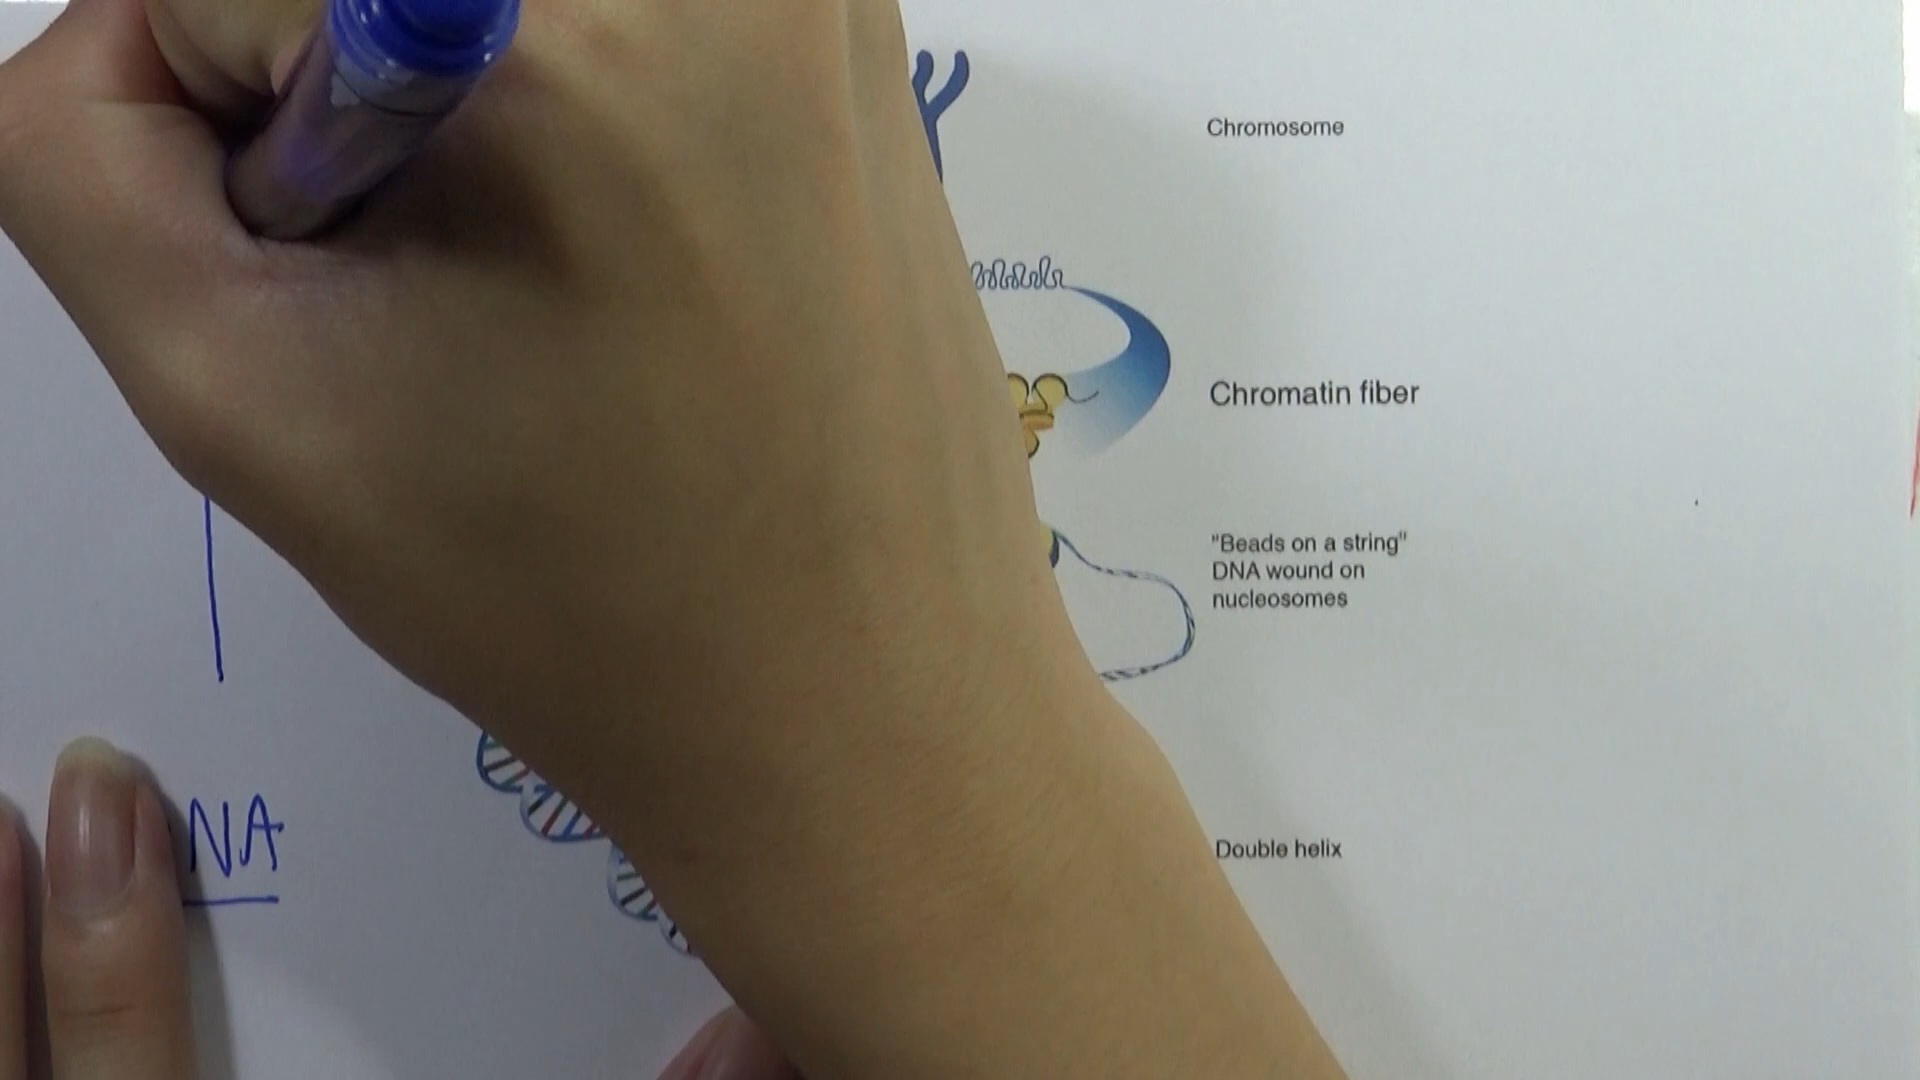 Chromosome
Chromatin fiber
"Beads on a string"
DNA wound on
nucleosomes
NA
Double helix